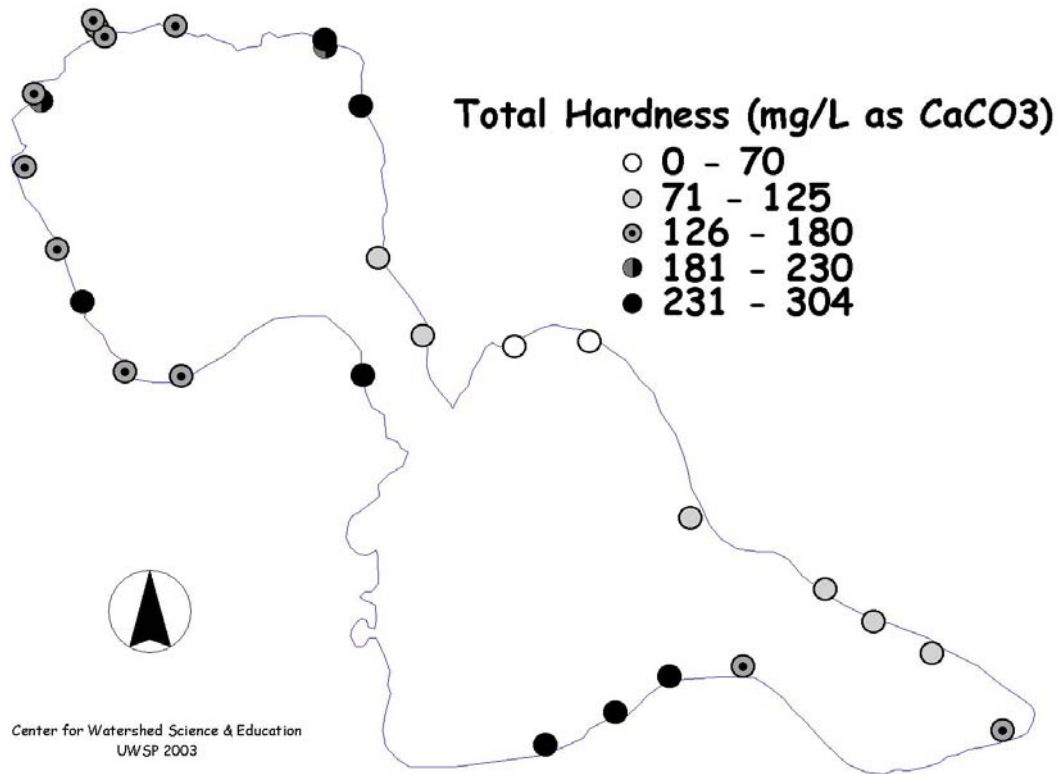 Total Hardness (mg/L as CaCO3)
0 - 70
71 - 125
126 - 180
181 - 230
231 - 304
Center for Watershed Science & Education
UWSP 2003